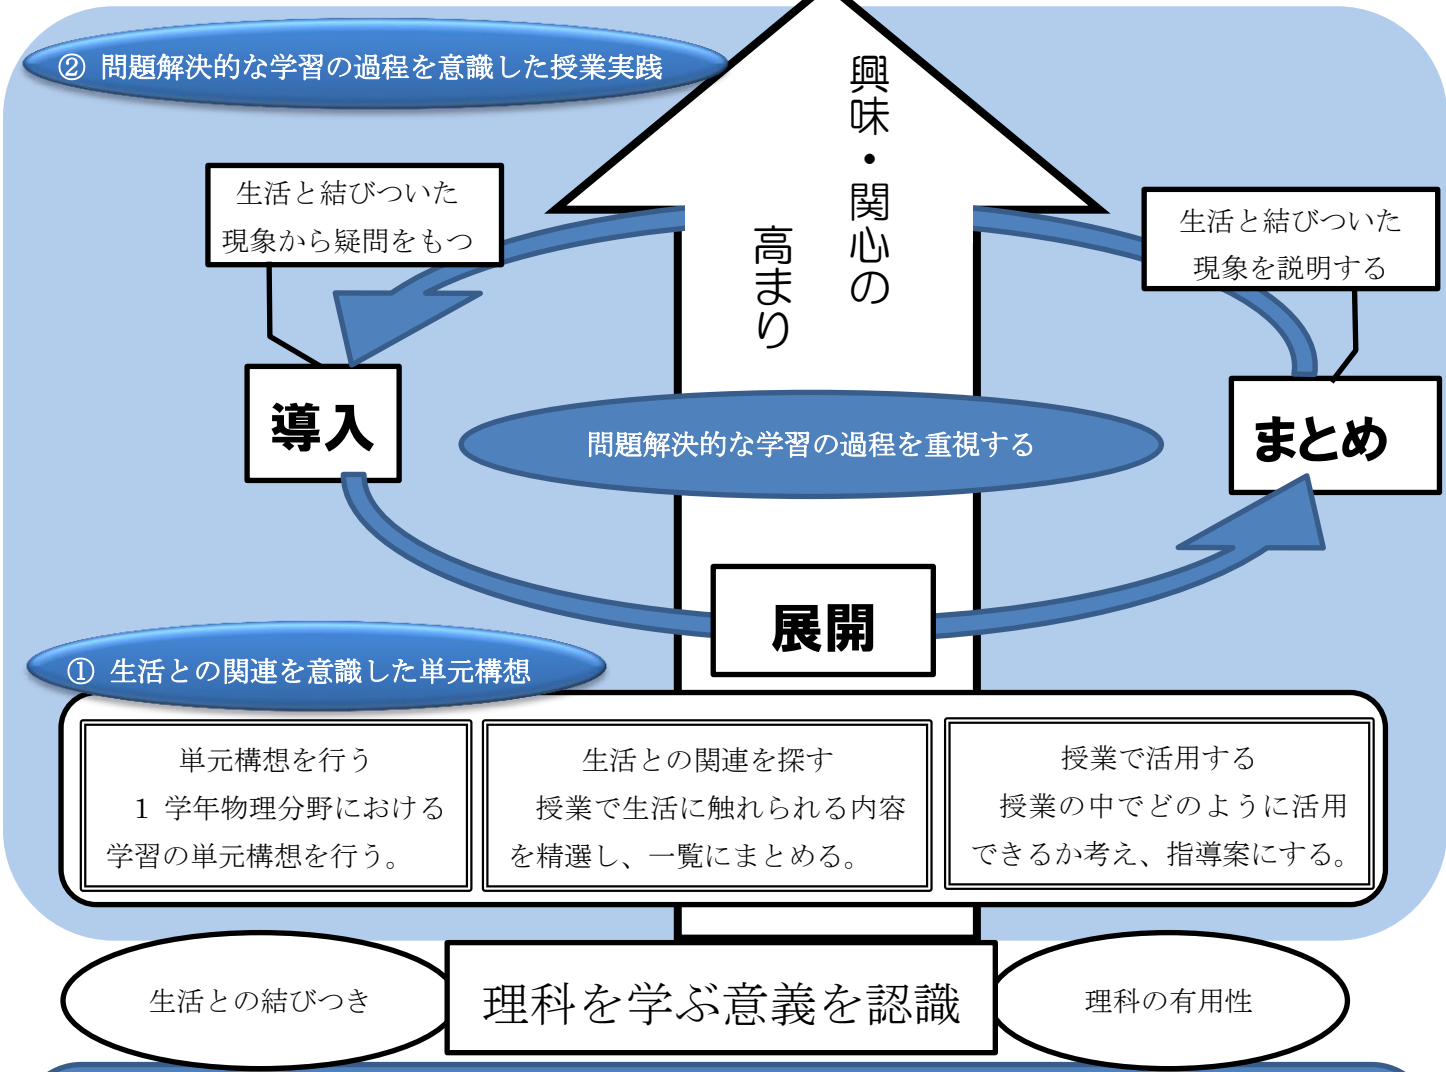 ② 問題解決的な学習の過程を意識した授業実践
興味・関心の
高まり
生活と結びついた
現象から疑問をもつ
生活と結びついた
現象を説明する
導入
問題解決的な学習の過程を重視する
まとめ
展開
① 生活との関連を意識した単元構想
単元構想を行う
１学年物理分野における
学習の単元構想を行う。
生活との関連を探す
授業で生活に触れられる内容
を精選し、一覧にまとめる。
授業で活用する
授業の中でどのように活用
できるか考え、指導案にする。
生活との結びつき
理科を学ぶ意義を認識
理科の有用性